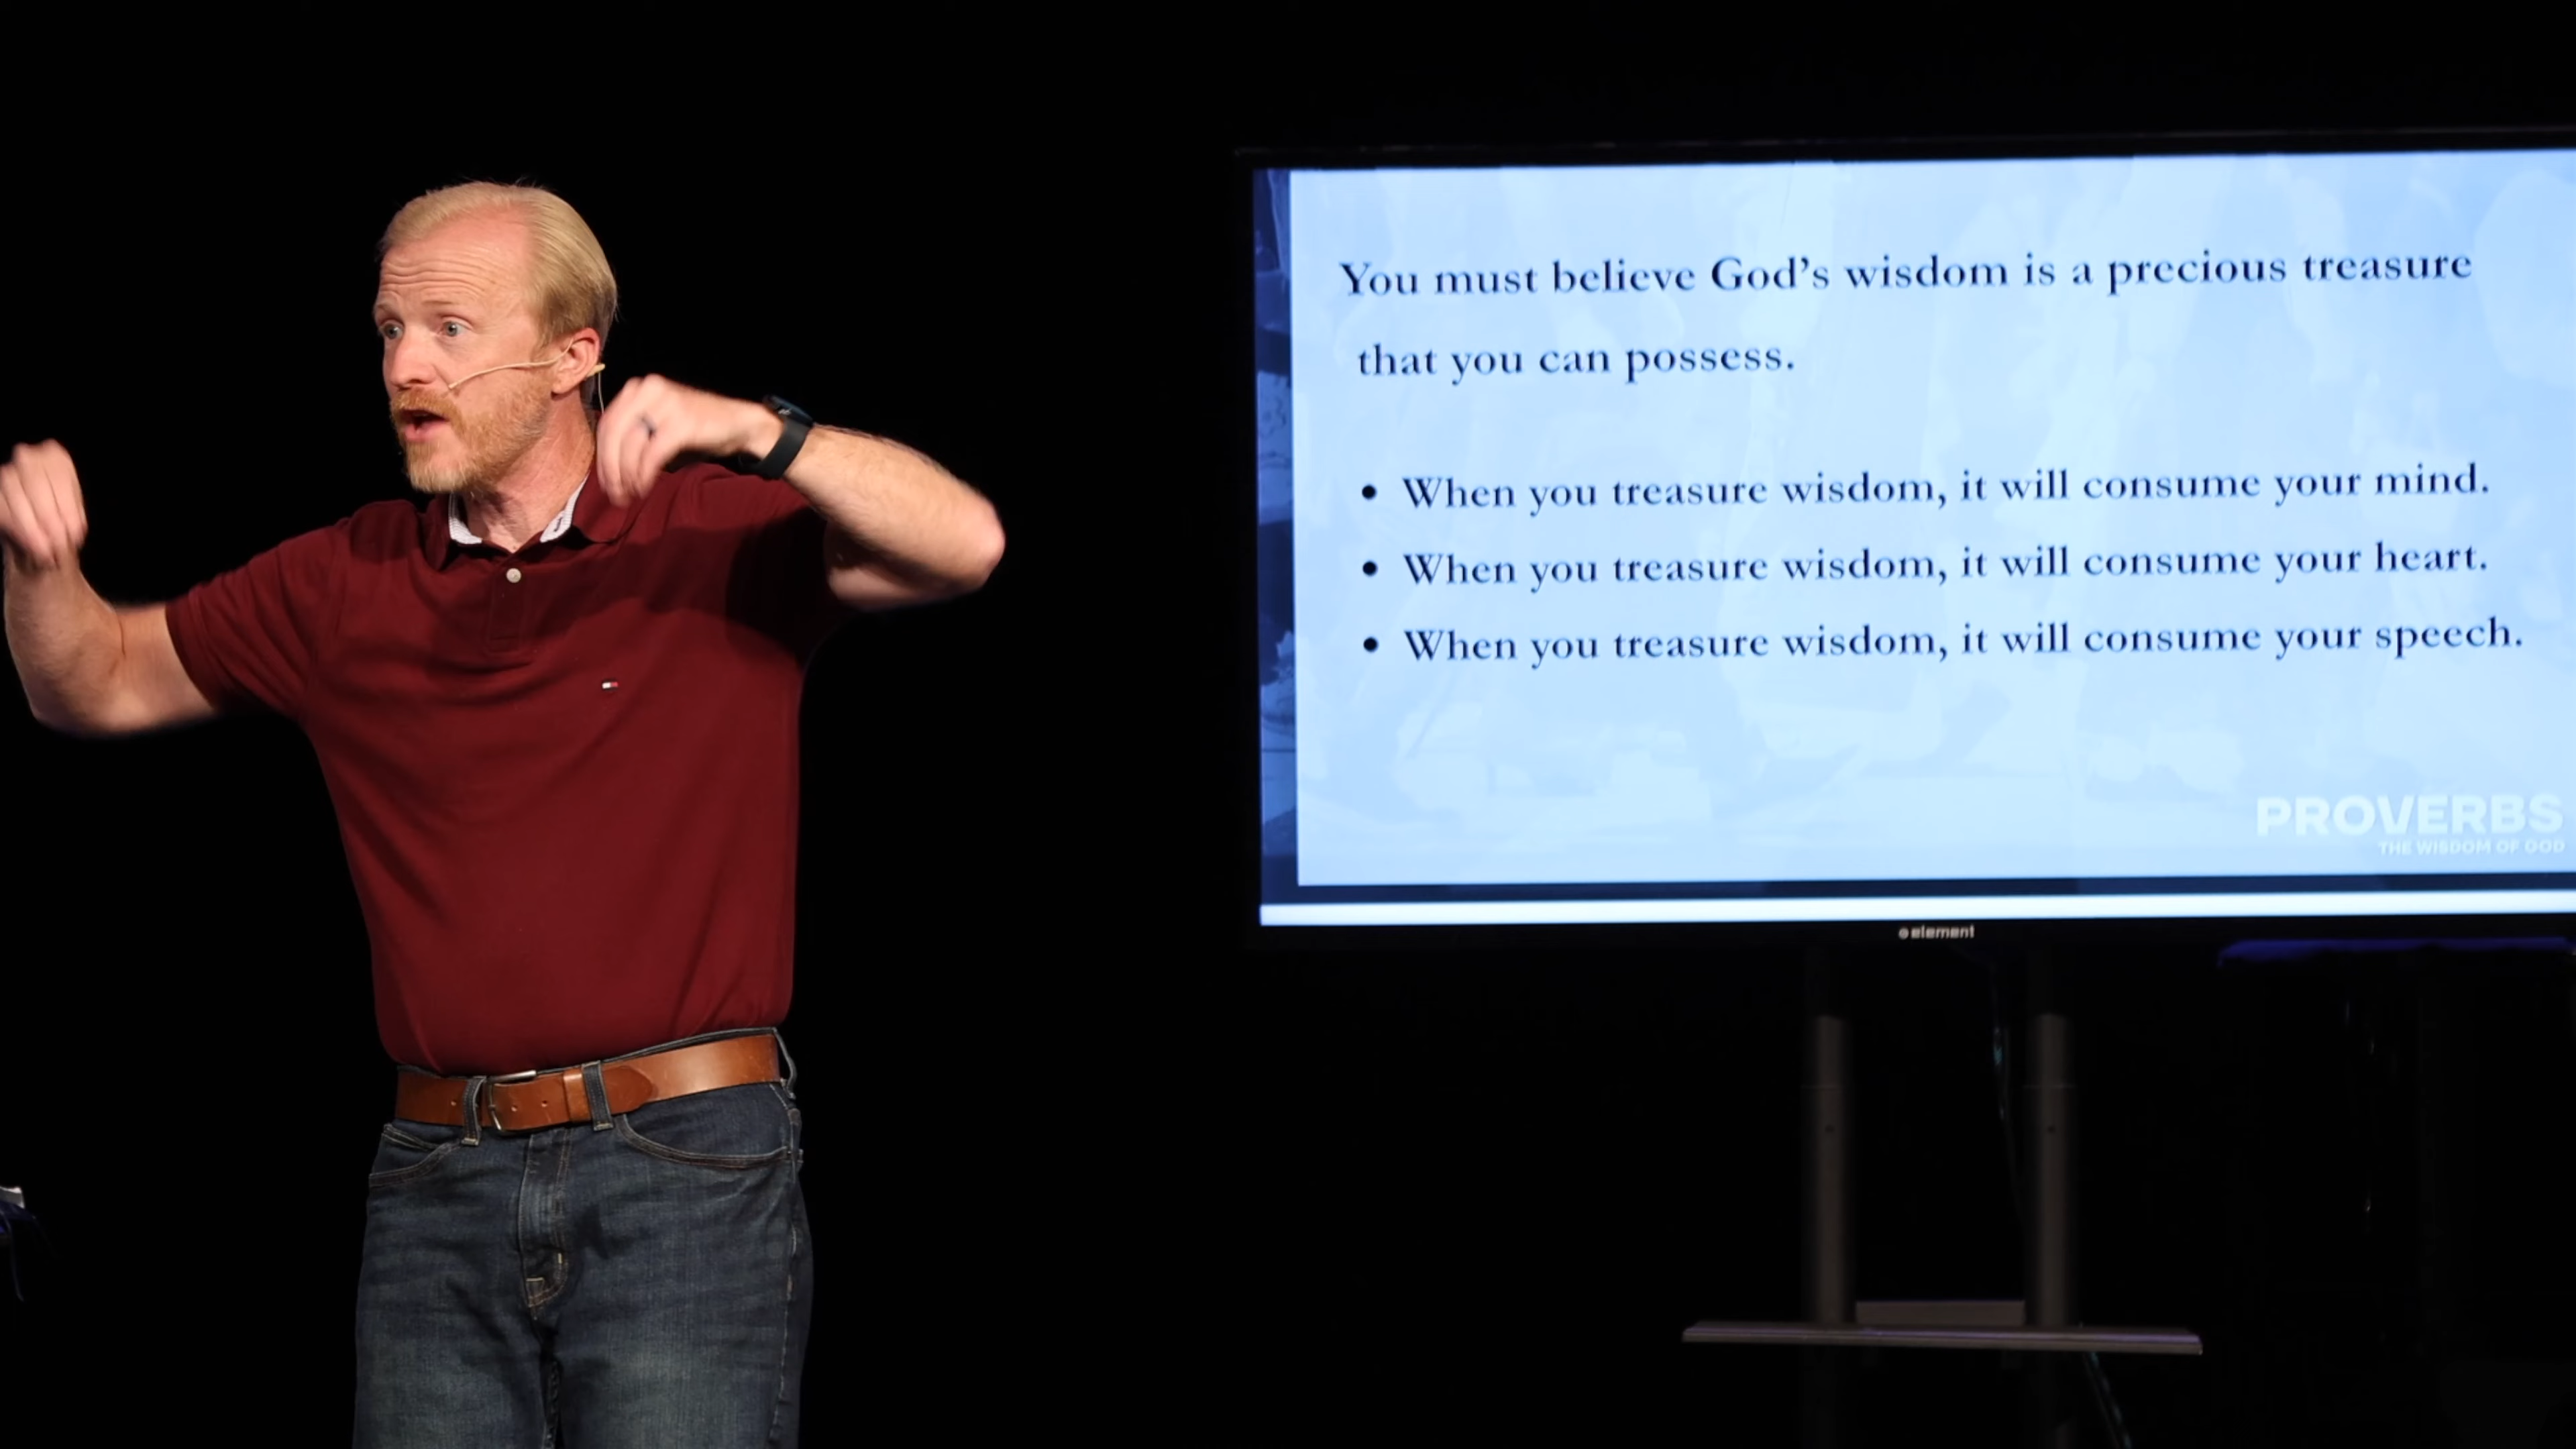 You must believe God’s wisdom is a precious treasure
that you can possess.
• When you treasure wisdom, it will consume your mind.
• When you treasure wisdom, it will consume your heart.
• When you treasure wisdom, it will consume your speech.
PROVERBS
THE WISDOM OF GOD
element